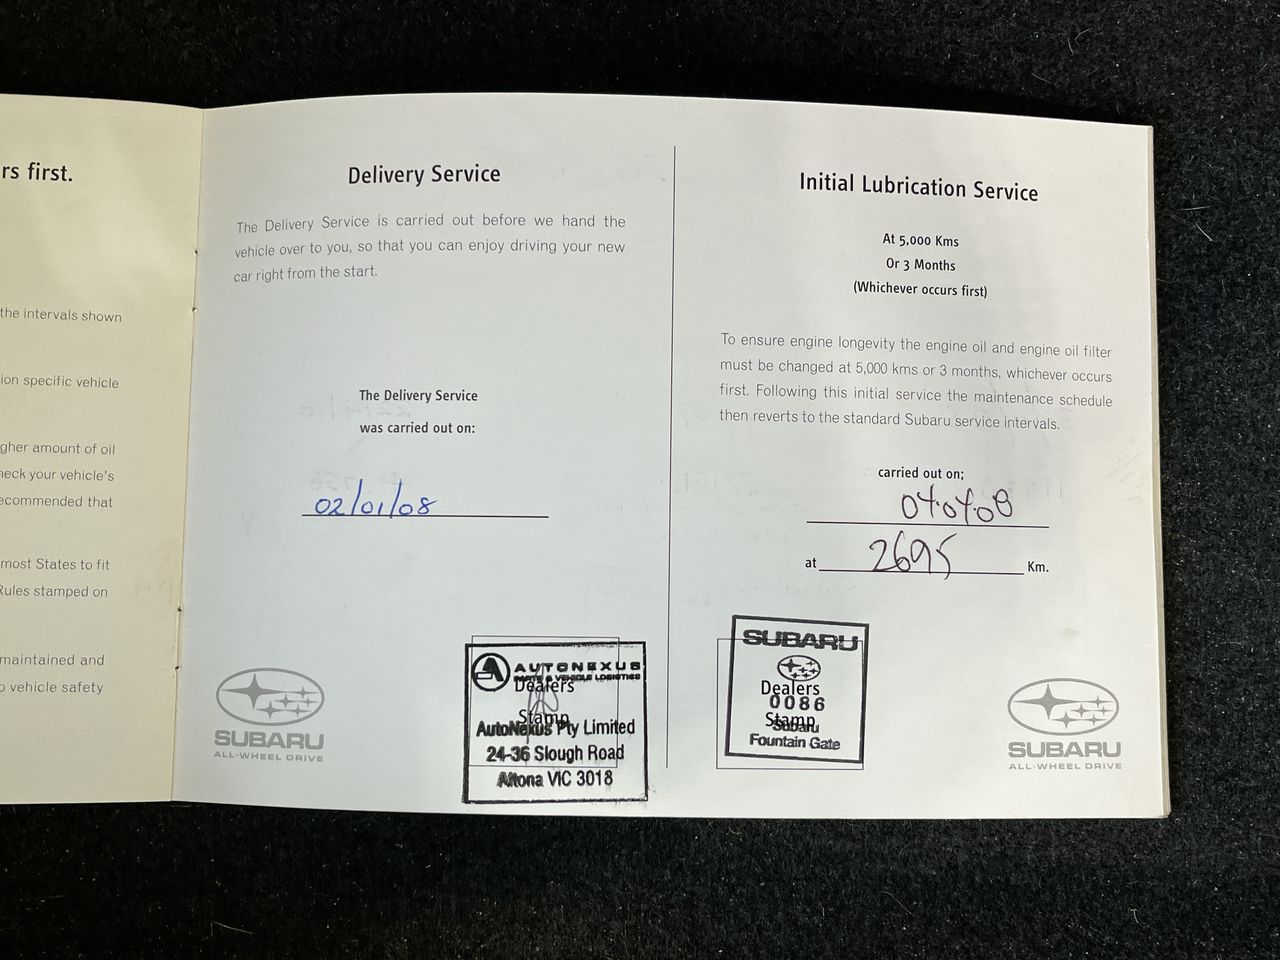 rs first.
the intervals shown
ion specific vehicle
gher amount of oil
heck your vehicle's
ecommended that
most States to fit
Rules stamped on
maintained and
o vehicle safety
Delivery Service
The Delivery Service is carried out before we hand the
vehicle over to you, so that you can enjoy driving your new
car right from the start.
The Delivery Service
was carried out on:
02/01/08
SUBARU
ALL-WHEEL DRIVE
AUTONEXUS
PARTS & VEHICLE LOGISTICS
Dealers
Stamp
AutoNexus Pty Limited
24-36 Slough Road
Altona VIC 3018
Initial Lubrication Service
At 5,000 Kms
Or 3 Months
(Whichever occurs first)
To ensure engine longevity the engine oil and engine oil filter
must be changed at 5,000 kms or 3 months, whichever occurs
first. Following this initial service the maintenance schedule
then reverts to the standard Subaru service intervals.
carried out on;
04.04.08
at 2695 Km.
SUBARU
Dealers
0086
Stamp
Subaru
Fountain Gate
SUBARU
ALL-WHEEL DRIVE